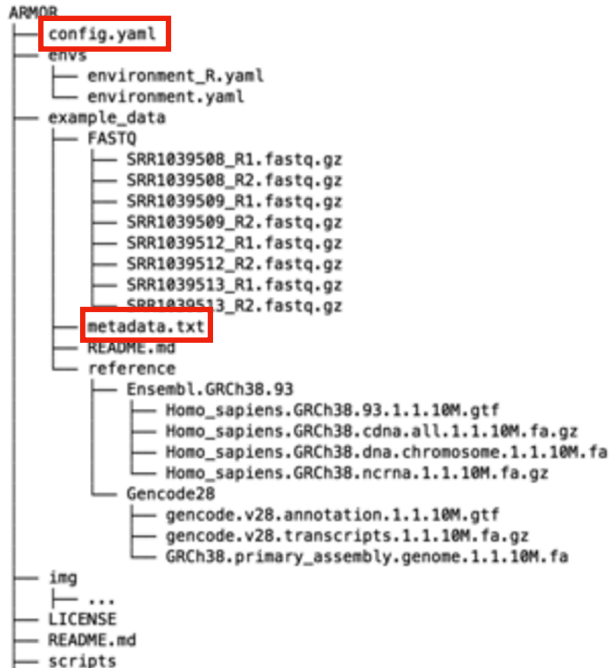 ARMOR
config.yaml
envs
environment_R.yaml
environment.yaml
example_data
FASTQ
SRR1039508_R1.fastq.gz
SRR1039508_R2.fastq.gz
SRR1039509_R1.fastq.gz
SRR1039509_R2.fastq.gz
SRR1039512_R1.fastq.gz
SRR1039512_R2.fastq.gz
SRR1039513_R1.fastq.gz
SRR1039513_R2.fastq.gz
metadata.txt
README.md
reference
Ensembl.GRCh38.93
Homo_sapiens.GRCh38.93.1.1.10M.gtf
Homo_sapiens.GRCh38.cdna.all.1.1.10M.fa.gz
Homo_sapiens.GRCh38.dna.chromosome.1.1.10M.fa
Homo_sapiens.GRCh38.ncrna.1.1.10M.fa.gz
Gencode28
gencode.v28.annotation.1.1.10M.gtf
gencode.v28.transcripts.1.1.10M.fa.gz
GRCh38.primary_assembly.genome.1.1.10M.fa
img
...
LICENSE
README.md
scripts